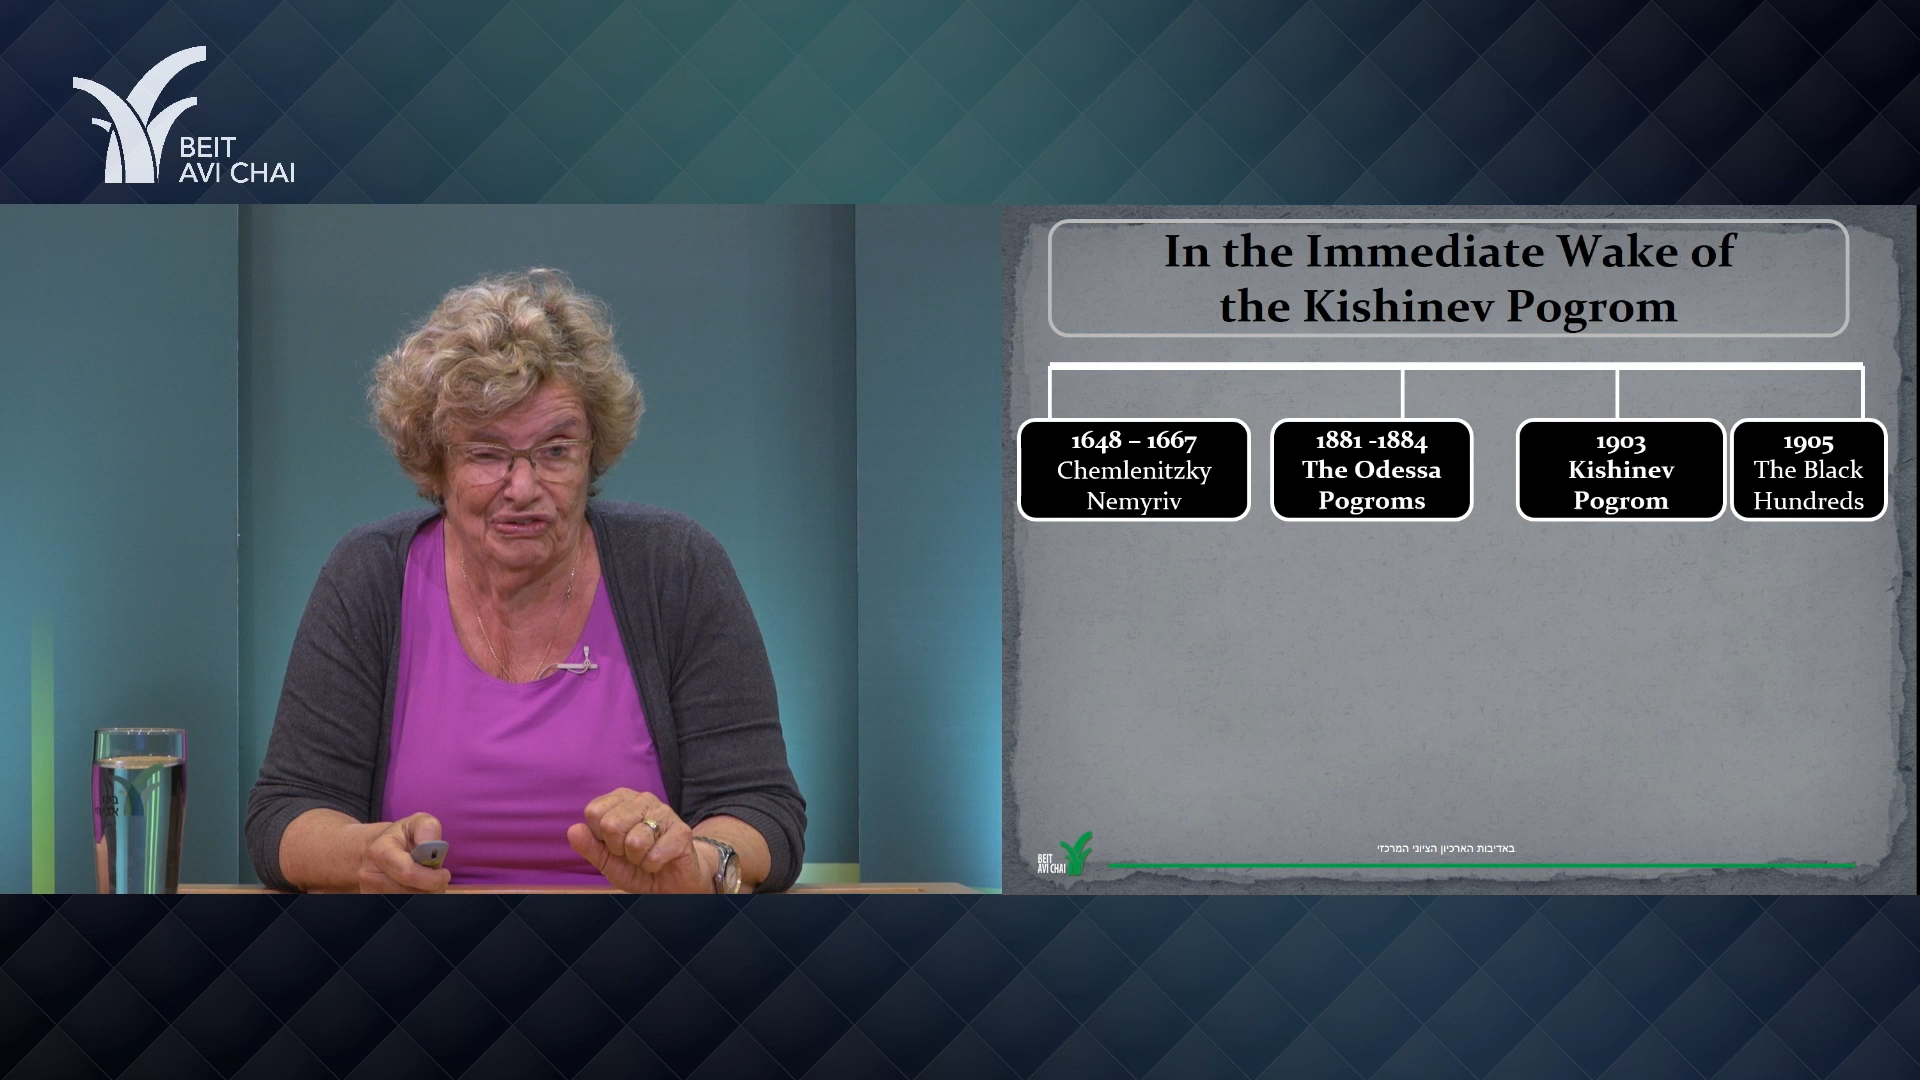 BEIT
AVI CHAI
In the Immediate Wake of
the Kishinev Pogrom
1648 – 1667
Chemlenitzky
Nemyriv
1881 -1884
The Odessa
Pogroms
1903
Kishinev
Pogrom
1905
The Black
Hundreds
באדיבות הארכיון הציוני המרכזי
BEIT
AVI CHAI